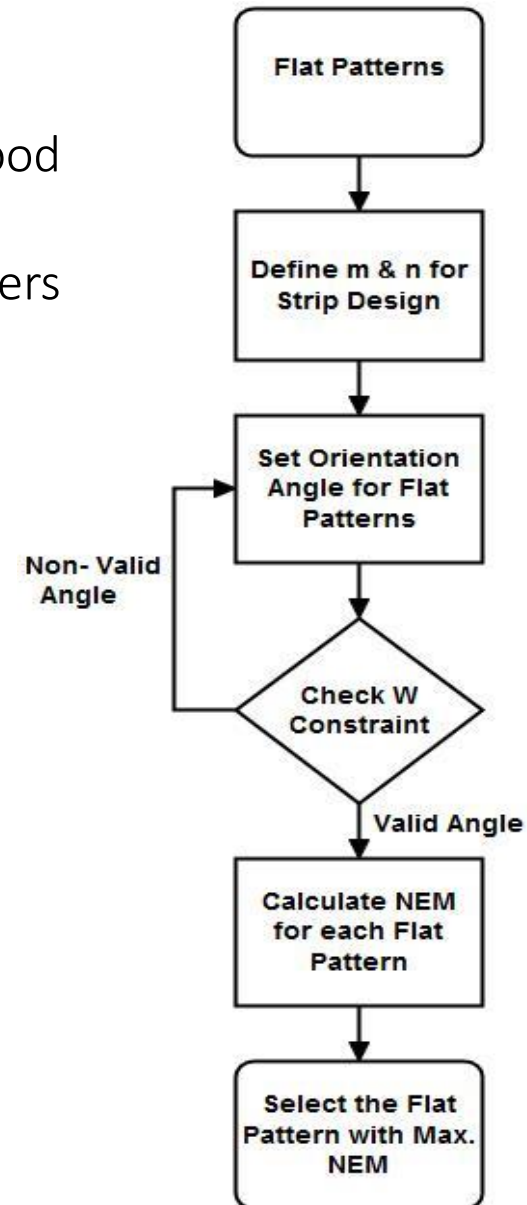 ood
ers
Flat Patterns
Define m & n for
Strip Design
Set Orientation
Angle for Flat
Patterns
Non- Valid
Angle
Check W
Constraint
Valid Angle
Calculate NEM
for each Flat
Pattern
Select the Flat
Pattern with Max.
NEM